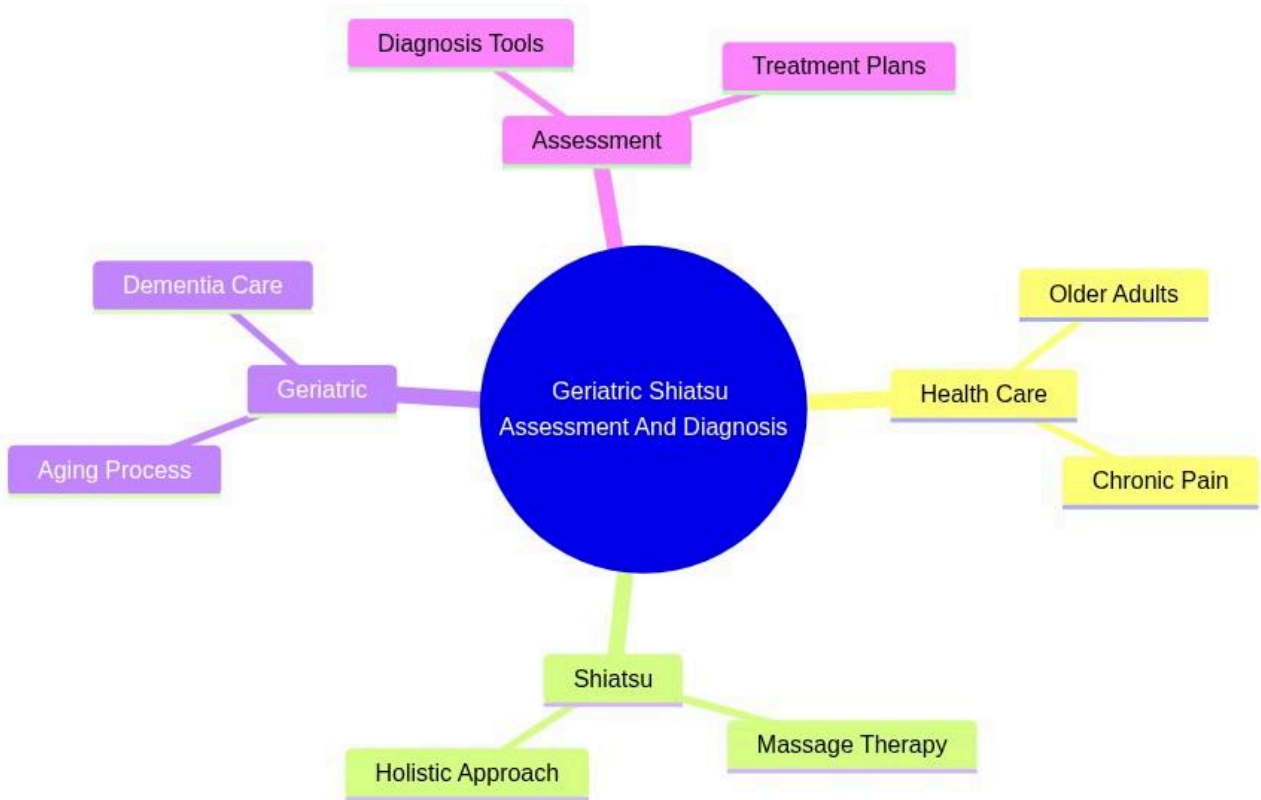 Diagnosis Tools
Treatment Plans
Assessment
Dementia Care
Older Adults
Geriatric
Geriatric Shiatsu
Assessment And Diagnosis
Health Care
Aging Process
Chronic Pain
Shiatsu
Massage Therapy
Holistic Approach